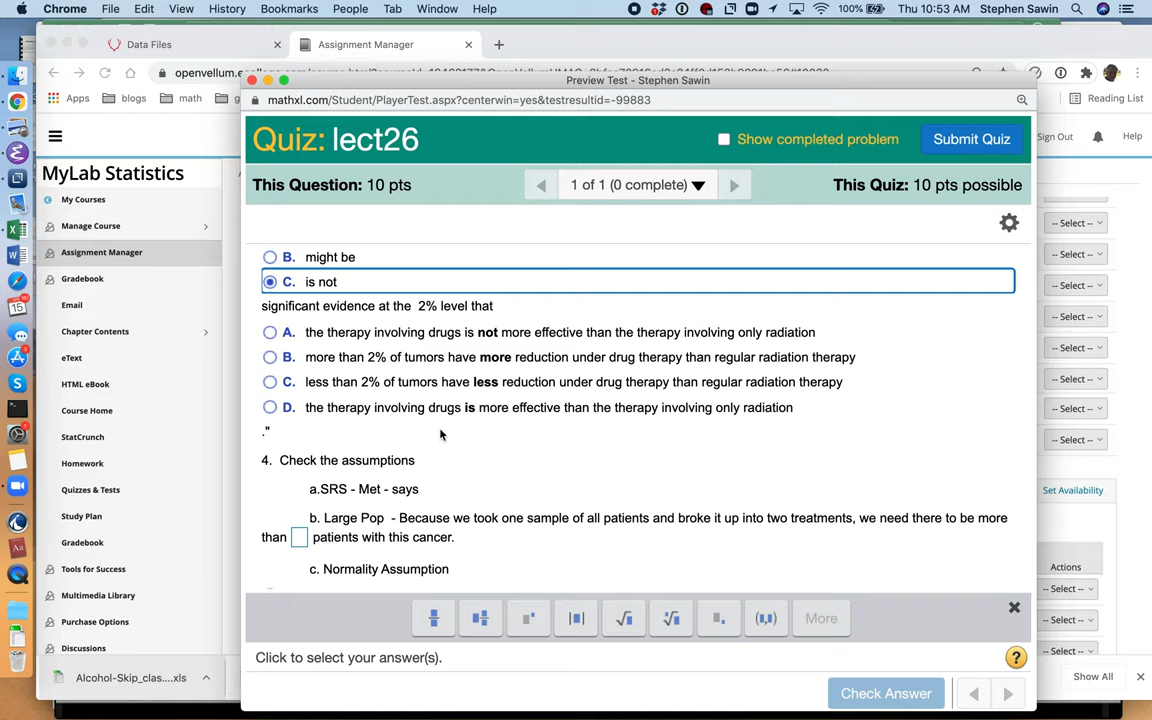 Chrome File Edit View History Bookmarks People Tab Window Help 100% Thu 10:53 AM Stephen Sawin
Data Files
Assignment Manager
Preview Test - Stephen Sawin
mathxl.com/Student/PlayerTest.aspx?centerwin=yes&testresultid=-99883
Apps blogs math
Reading List
Quiz: lect26
Show completed problem
Submit Quiz
Sign Out
Help
MyLab Statistics
This Question: 10 pts
1 of 1 (0 complete)
This Quiz: 10 pts possible
My Courses
Manage Course
Assignment Manager
Gradebook
Email
Chapter Contents
eText
HTML eBook
Course Home
StatCrunch
Homework
Quizzes & Tests
Study Plan
Gradebook
Tools for Success
Multimedia Library
Purchase Options
Discussions
B. might be
C. is not
significant evidence at the 2% level that
A. the therapy involving drugs is not more effective than the therapy involving only radiation
B. more than 2% of tumors have more reduction under drug therapy than regular radiation therapy
C. less than 2% of tumors have less reduction under drug therapy than regular radiation therapy
D. the therapy involving drugs is more effective than the therapy involving only radiation
."
4. Check the assumptions
a.SRS - Met - says
b. Large Pop - Because we took one sample of all patients and broke it up into two treatments, we need there to be more
than patients with this cancer.
c. Normality Assumption
More
Click to select your answer(s).
Check Answer
-- Select --
-- Select --
-- Select --
-- Select --
-- Select --
-- Select --
-- Select --
-- Select --
Set Availability
Actions
-- Select --
-- Select --
-- Select --
Alcohol-Skip_clas....xls
Show All